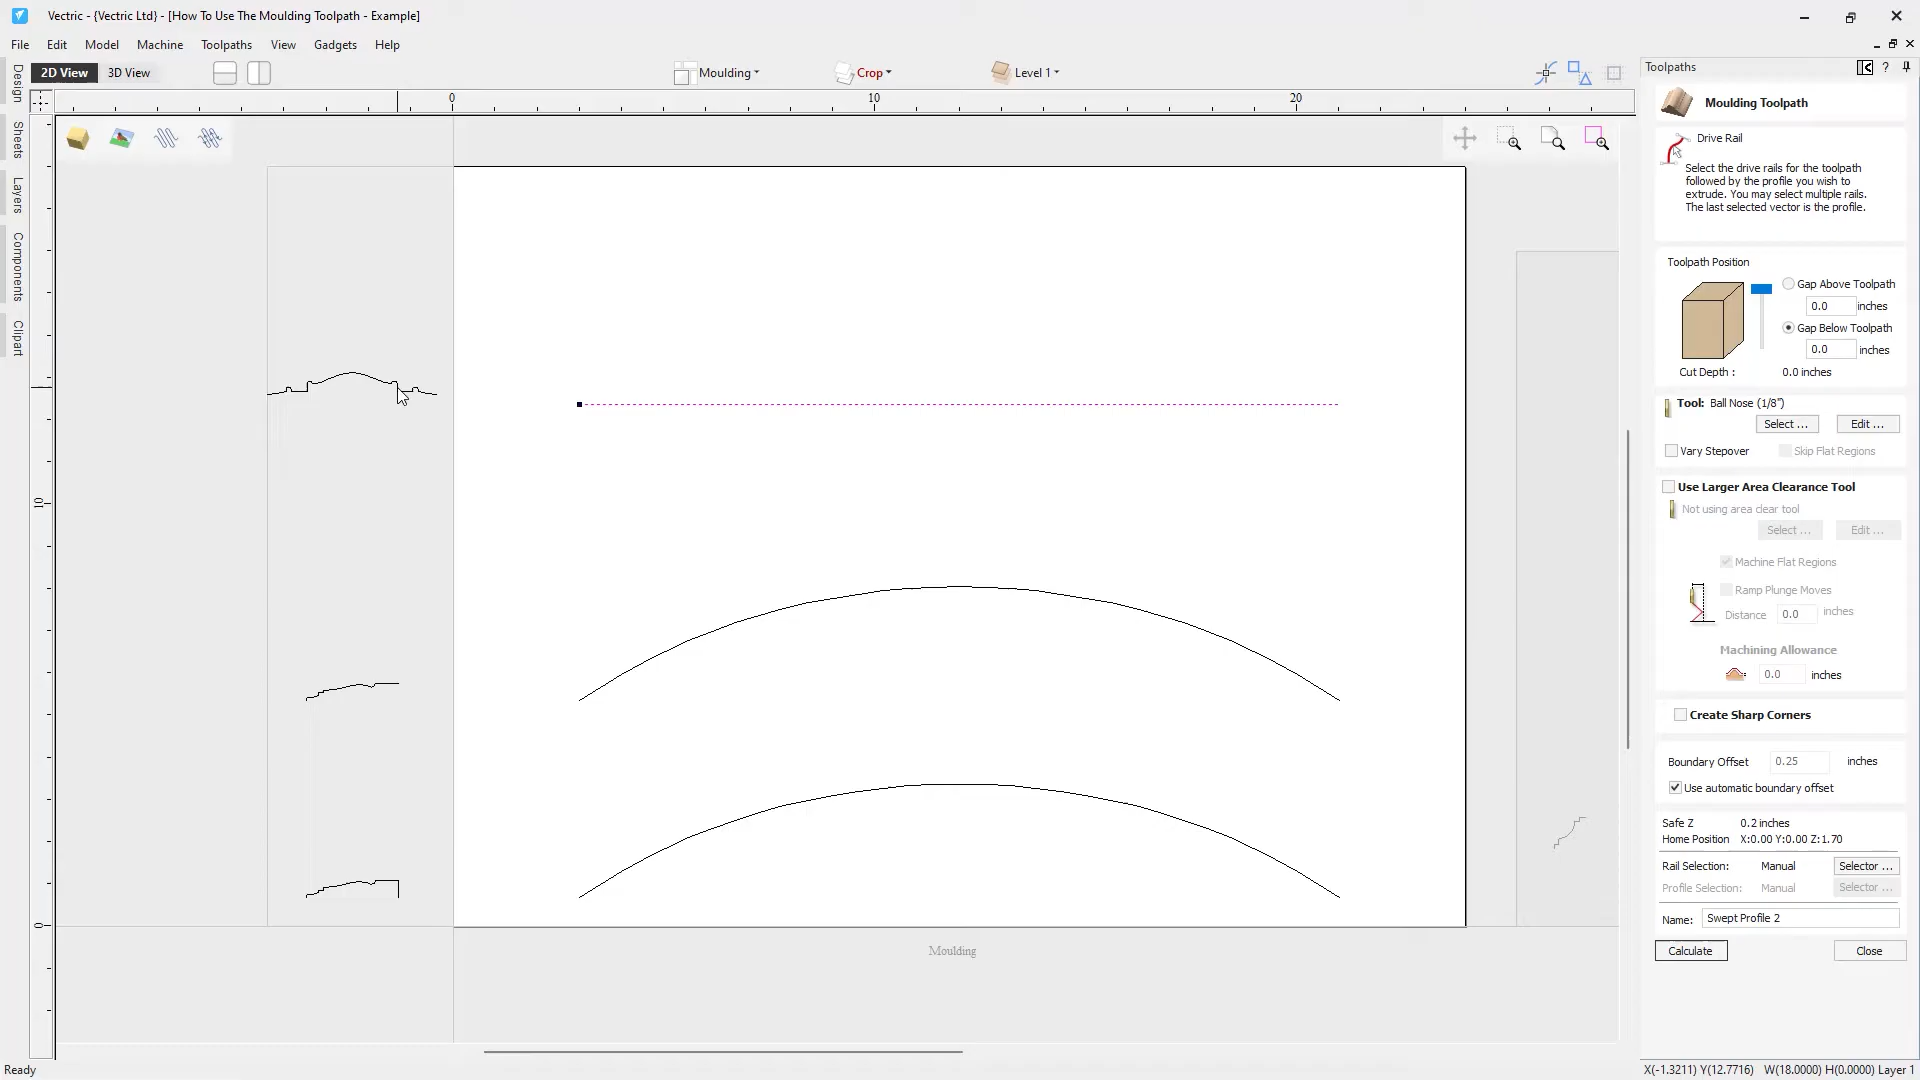 Vectric - {Vectric Ltd} - [How To Use The Moulding Toolpath - Example]
File Edit Model Machine Toolpaths View Gadgets Help
2D View 3D View Moulding Crop Level 1
Toolpaths ?
0 10 20
Design
Sheets
Layers
Components
Clipart
10
0
Moulding Toolpath
Drive Rail
Select the drive rails for the toolpath
followed by the profile you wish to
extrude. You may select multiple rails.
The last selected vector is the profile.
Toolpath Position
Gap Above Toolpath
0.0 inches
Gap Below Toolpath
0.0 inches
Cut Depth : 0.0 inches
Tool: Ball Nose (1/8")
Select ... Edit ...
Vary Stepover Skip Flat Regions
Use Larger Area Clearance Tool
Not using area clear tool
Select ... Edit ...
Machine Flat Regions
Ramp Plunge Moves
Distance 0.0 inches
Machining Allowance
0.0 inches
Create Sharp Corners
Boundary Offset 0.25 inches
Use automatic boundary offset
Safe Z 0.2 inches
Home Position X:0.00 Y:0.00 Z:1.70
Rail Selection: Manual Selector ...
Profile Selection: Manual Selector ...
Name: Swept Profile 2
Calculate Close
Moulding
Ready
X(-1.3211) Y(12.7716) W(18.0000) H(0.0000) Layer 1